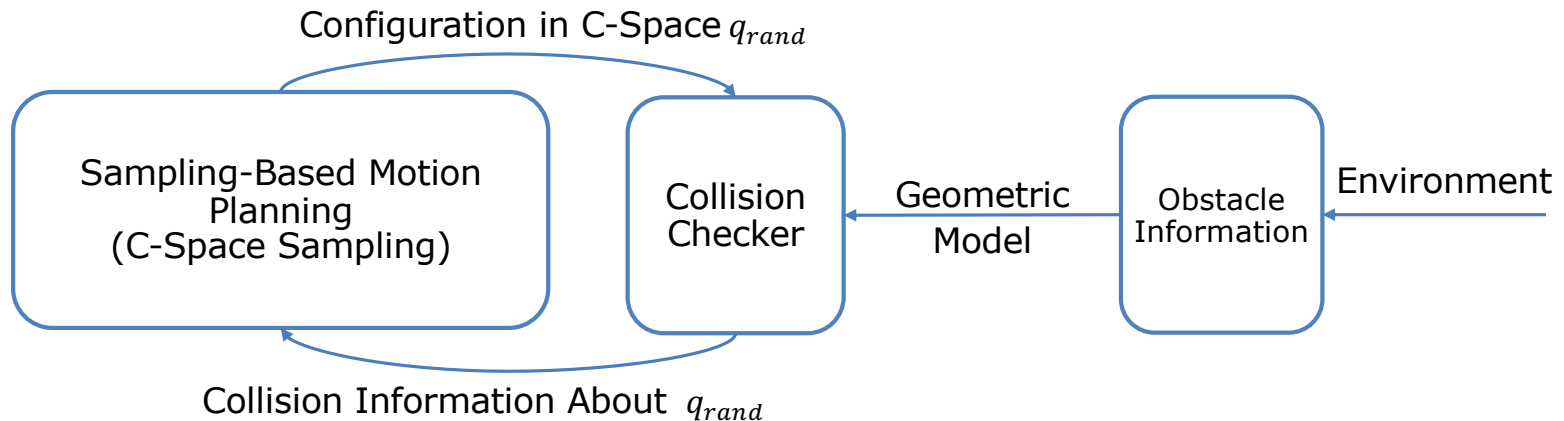 Configuration in C-Space q_rand
Sampling-Based Motion
Planning
(C-Space Sampling)
Collision
Checker
Geometric
Model
Obstacle
Information
Environment
Collision Information About q_rand